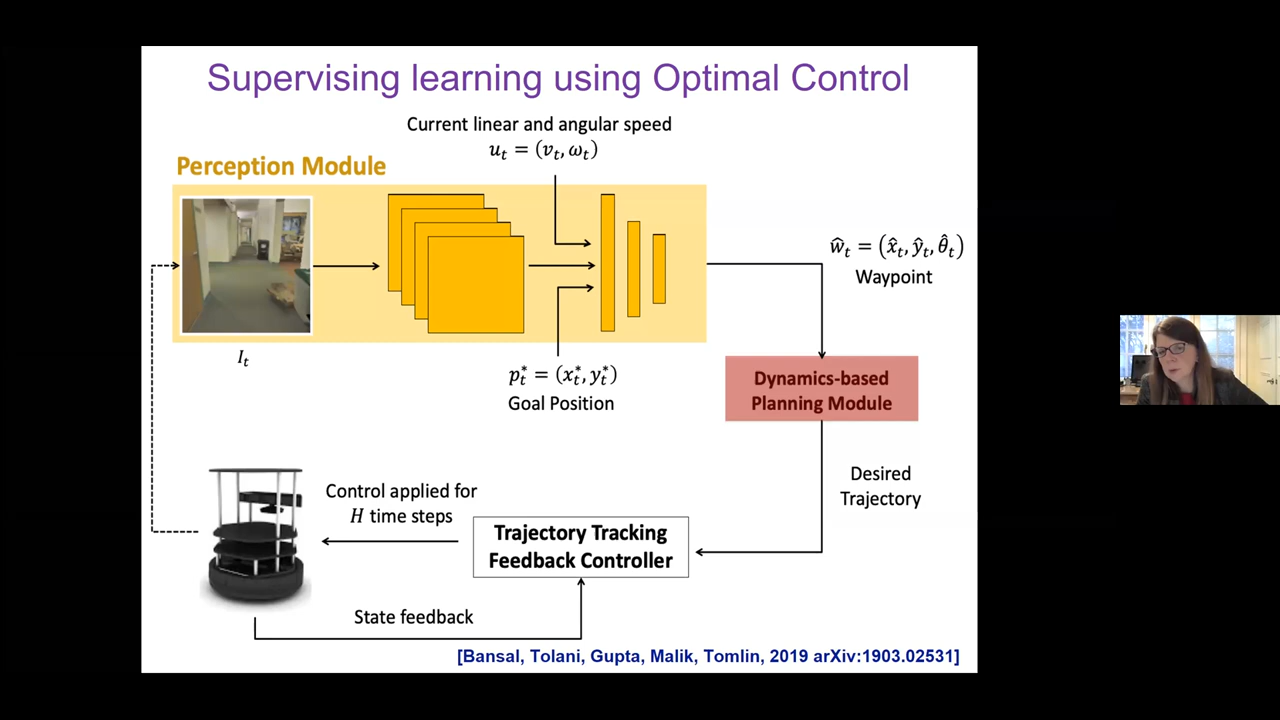 Supervising learning using Optimal Control
Current linear and angular speed
u_t = (v_t, ω_t)
Perception Module
ŵ_t = (x̂_t, ŷ_t, θ̂_t)
Waypoint
I_t
p*_t = (x*_t, y*_t)
Goal Position
Dynamics-based
Planning Module
Desired
Trajectory
Control applied for
H time steps
Trajectory Tracking
Feedback Controller
State feedback
[Bansal, Tolani, Gupta, Malik, Tomlin, 2019 arXiv:1903.02531]